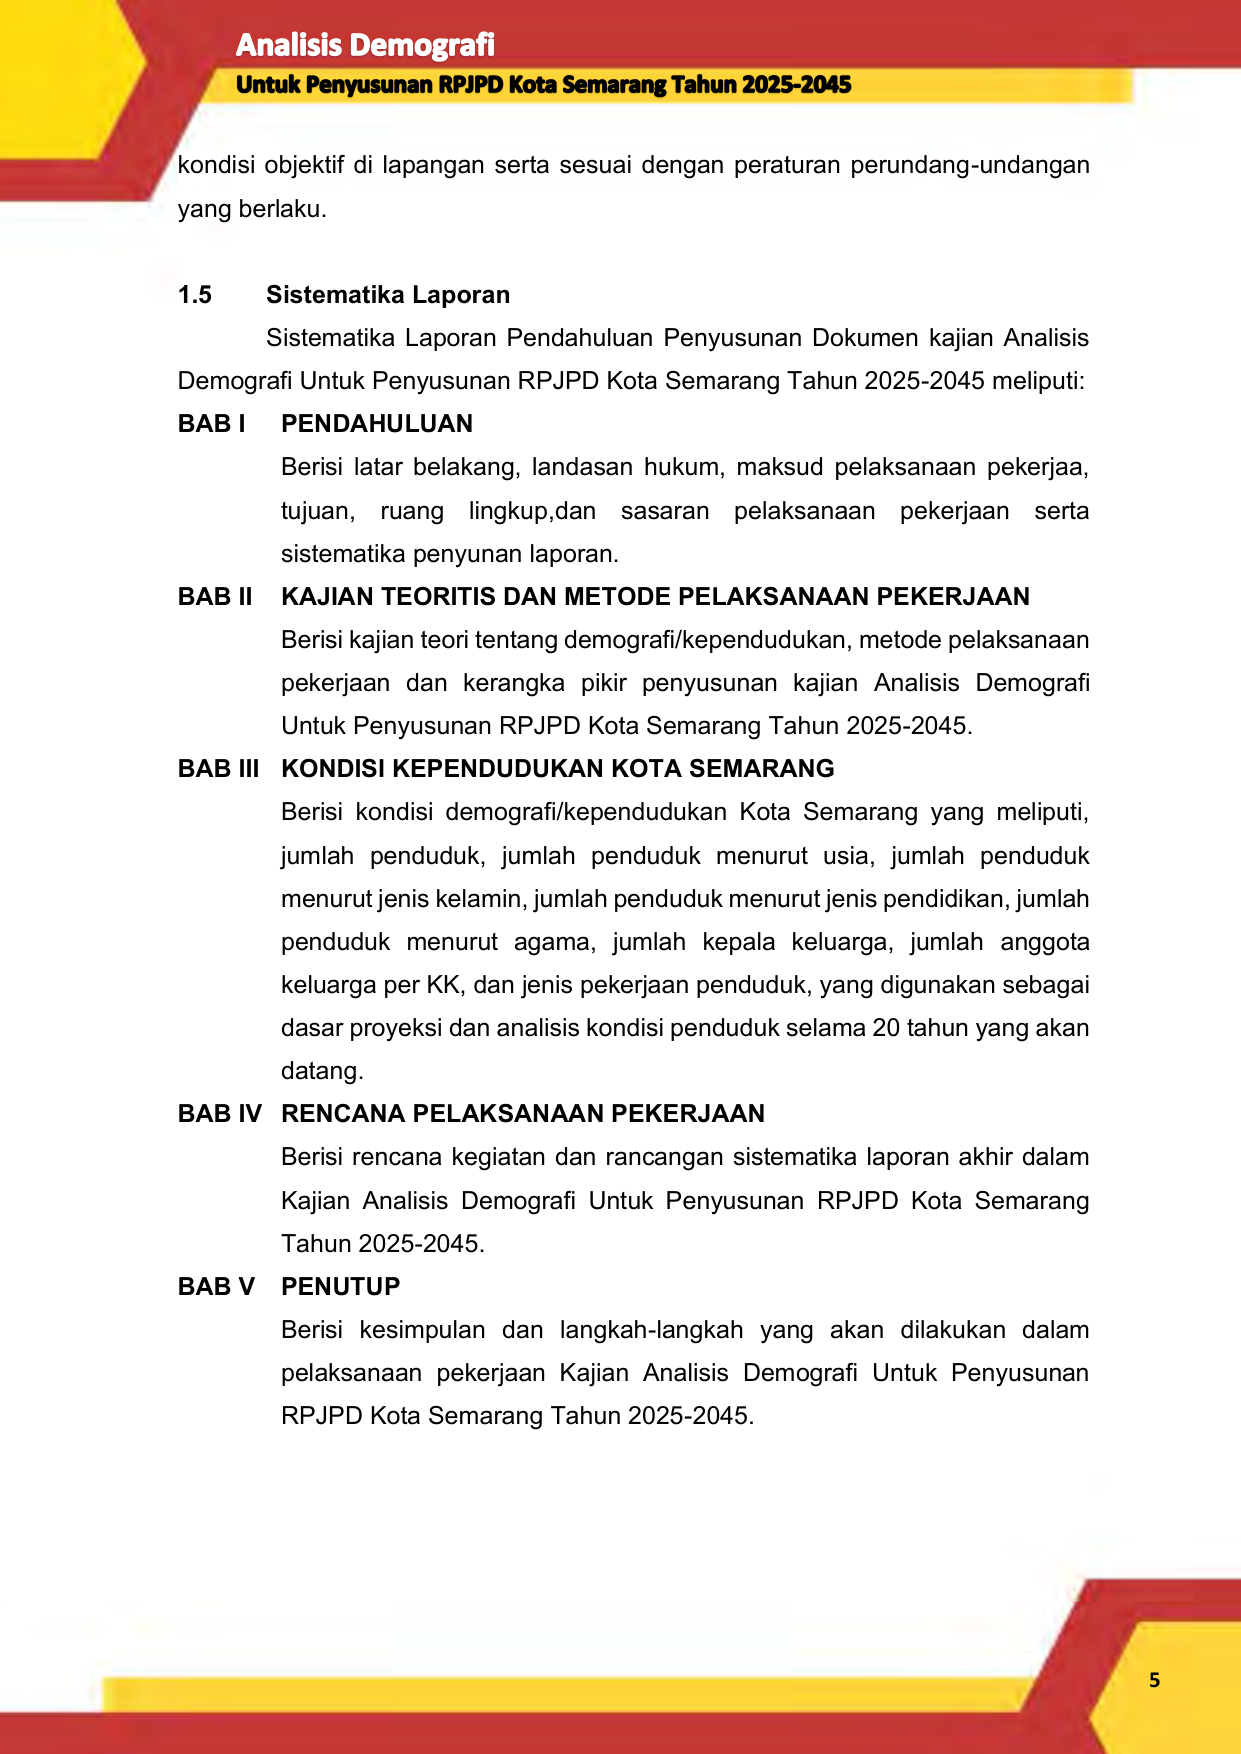 Analisis Demografi
Untuk Penyusunan RPJPD Kota Semarang Tahun 2025-2045
kondisi objektif di lapangan serta sesuai dengan peraturan perundang-undangan
yang berlaku.
1.5 Sistematika Laporan
Sistematika Laporan Pendahuluan Penyusunan Dokumen kajian Analisis
Demografi Untuk Penyusunan RPJPD Kota Semarang Tahun 2025-2045 meliputi:
BAB I PENDAHULUAN
Berisi latar belakang, landasan hukum, maksud pelaksanaan pekerjaa,
tujuan, ruang lingkup,dan sasaran pelaksanaan pekerjaan serta
sistematika penyunan laporan.
BAB II KAJIAN TEORITIS DAN METODE PELAKSANAAN PEKERJAAN
Berisi kajian teori tentang demografi/kependudukan, metode pelaksanaan
pekerjaan dan kerangka pikir penyusunan kajian Analisis Demografi
Untuk Penyusunan RPJPD Kota Semarang Tahun 2025-2045.
BAB III KONDISI KEPENDUDUKAN KOTA SEMARANG
Berisi kondisi demografi/kependudukan Kota Semarang yang meliputi,
jumlah penduduk, jumlah penduduk menurut usia, jumlah penduduk
menurut jenis kelamin, jumlah penduduk menurut jenis pendidikan, jumlah
penduduk menurut agama, jumlah kepala keluarga, jumlah anggota
keluarga per KK, dan jenis pekerjaan penduduk, yang digunakan sebagai
dasar proyeksi dan analisis kondisi penduduk selama 20 tahun yang akan
datang.
BAB IV RENCANA PELAKSANAAN PEKERJAAN
Berisi rencana kegiatan dan rancangan sistematika laporan akhir dalam
Kajian Analisis Demografi Untuk Penyusunan RPJPD Kota Semarang
Tahun 2025-2045.
BAB V PENUTUP
Berisi kesimpulan dan langkah-langkah yang akan dilakukan dalam
pelaksanaan pekerjaan Kajian Analisis Demografi Untuk Penyusunan
RPJPD Kota Semarang Tahun 2025-2045.
5